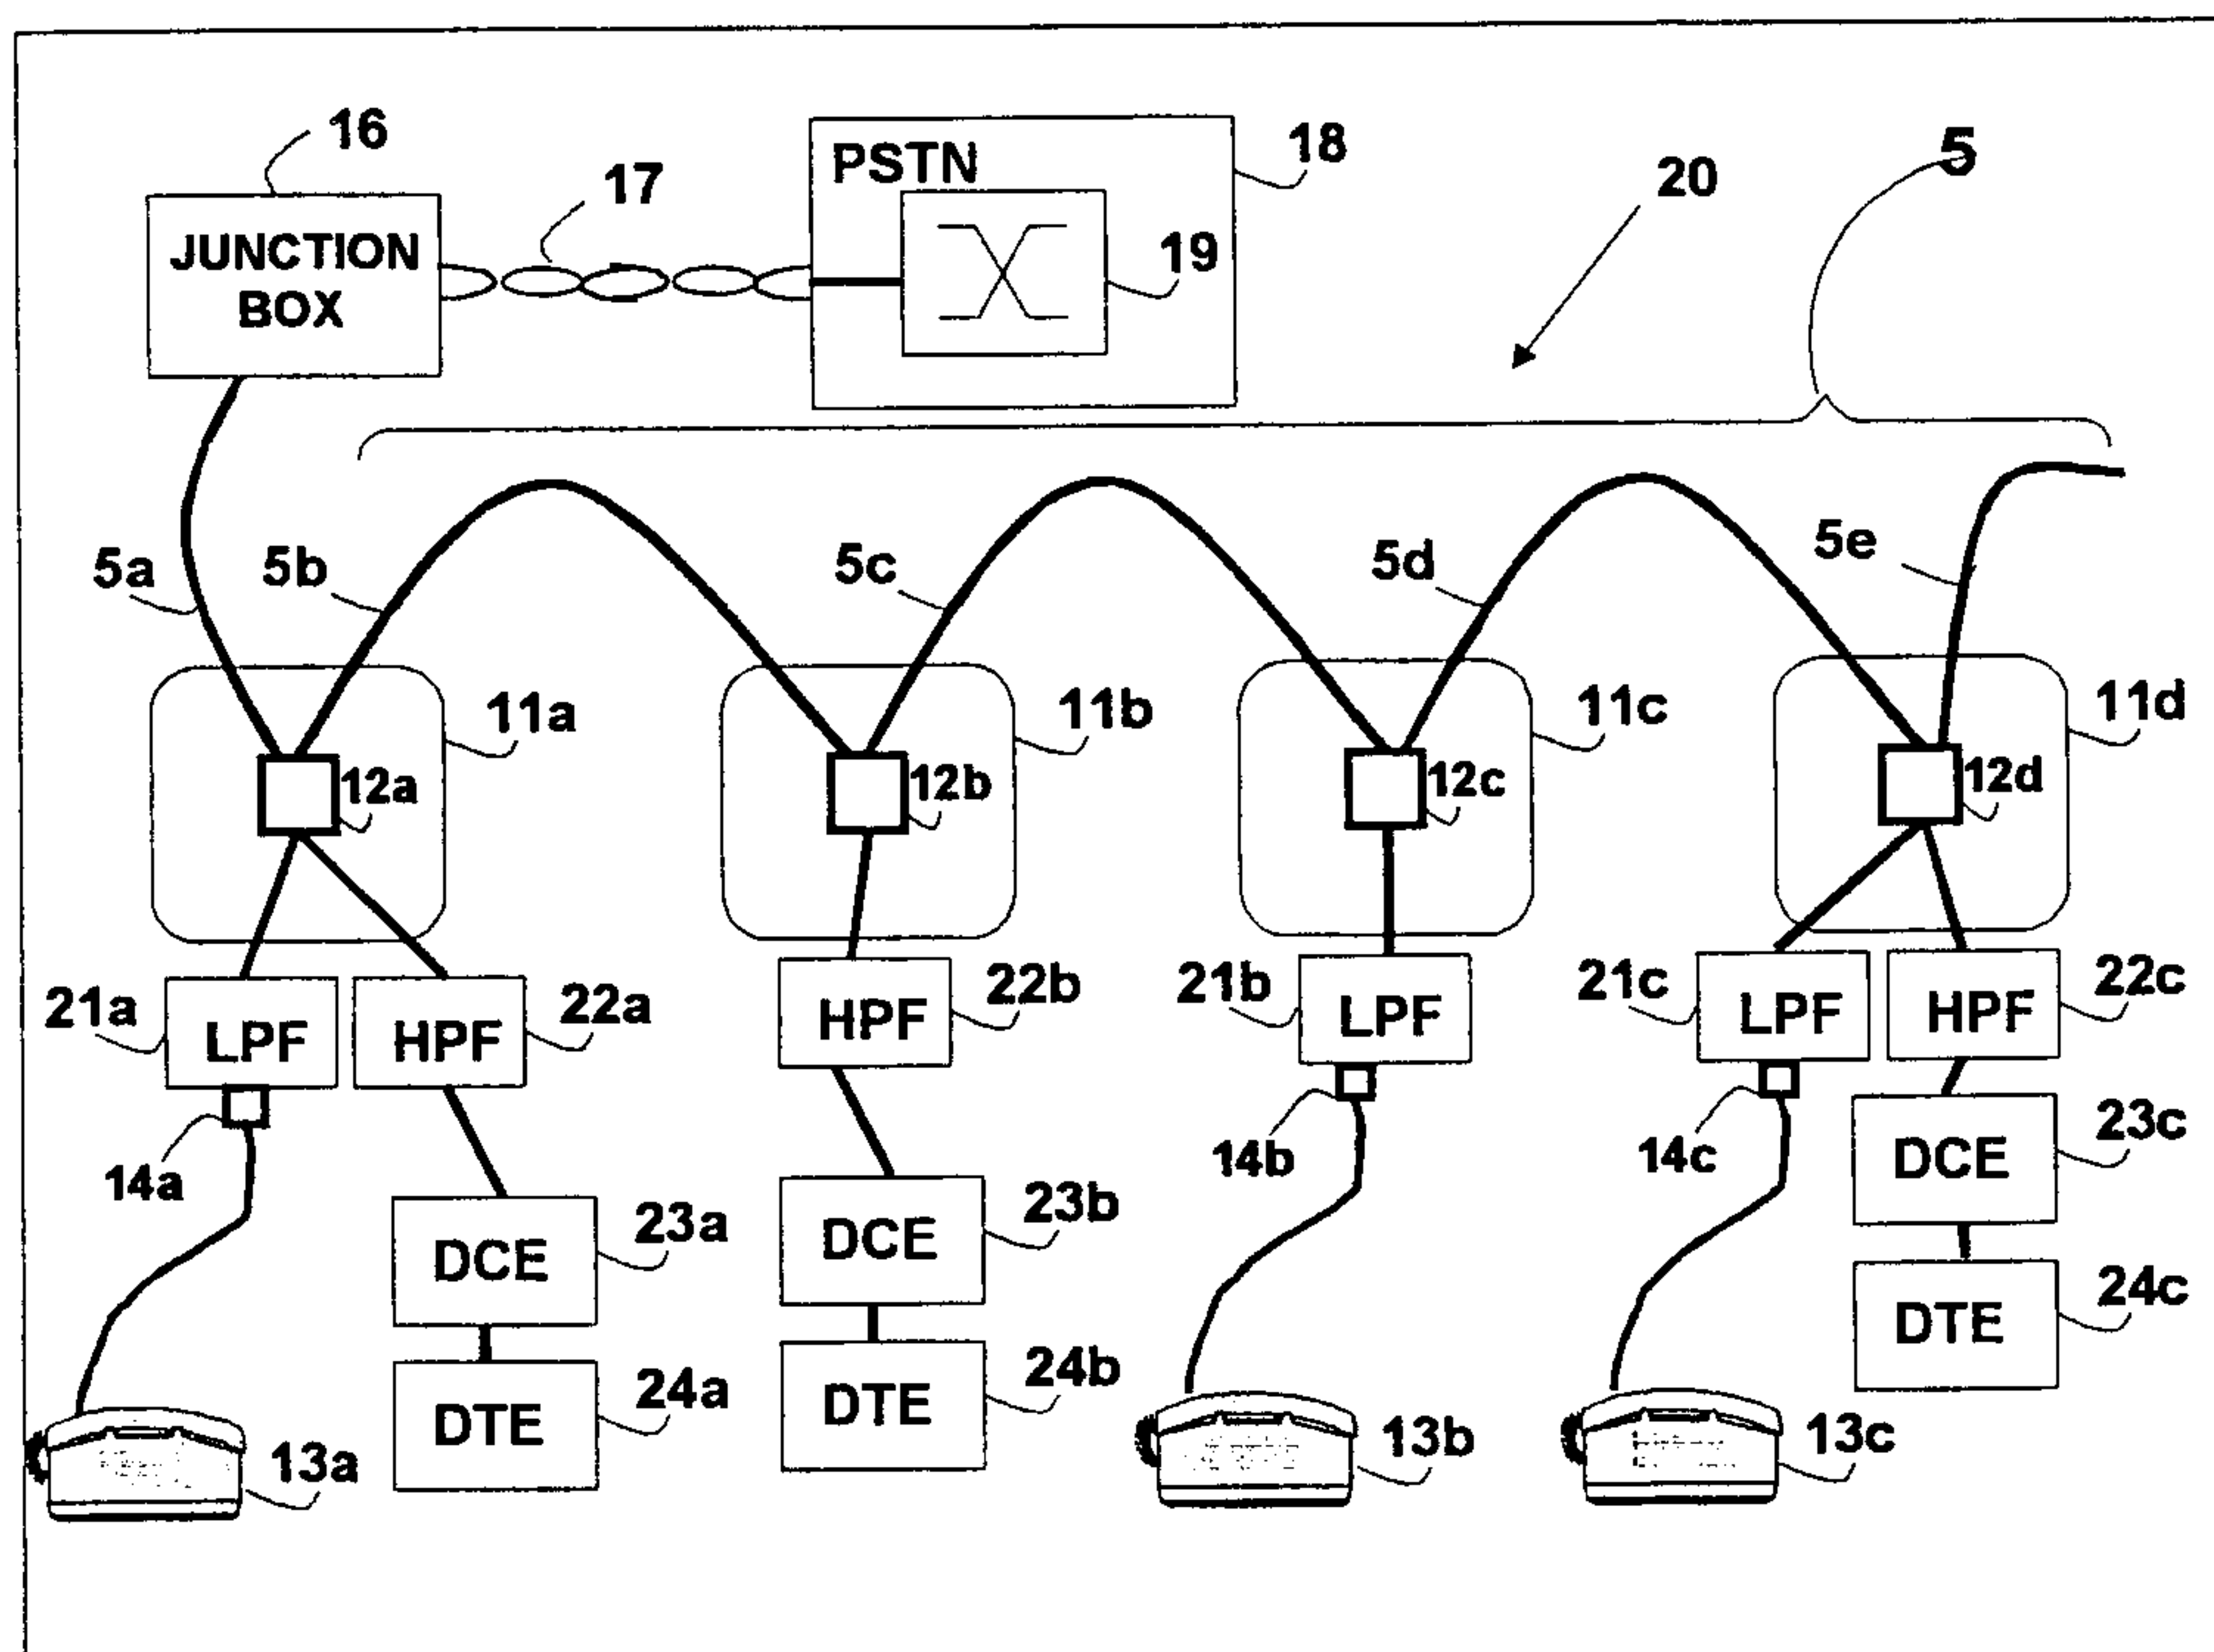 16
17
PSTN
18
20
5
JUNCTION
BOX
19
5a
5b
5c
5d
5e
11a
11b
11c
11d
12a
12b
12c
12d
21a
LPF
HPF
22a
HPF
22b
21b
LPF
21c
LPF
HPF
22c
14a
14b
14c
DCE
23a
DCE
23b
DCE
23c
DTE
24a
DTE
24b
DTE
24c
13a
13b
13c